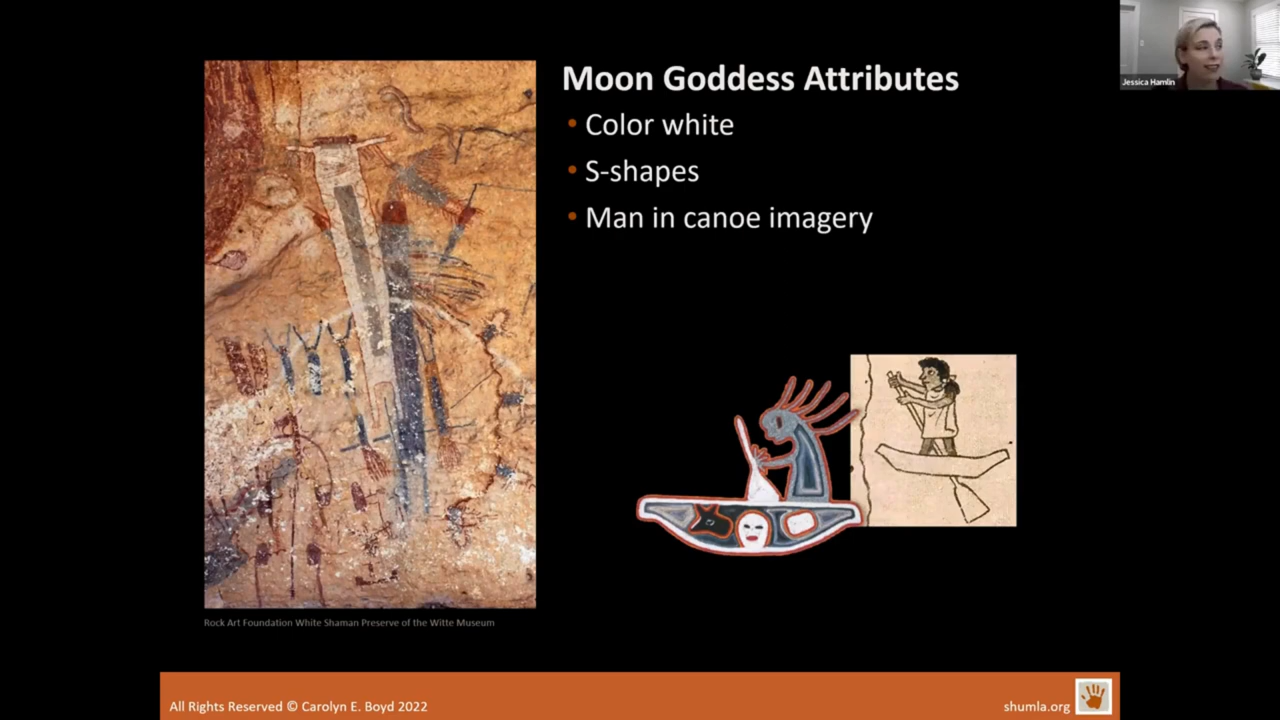 Jessica Hamlin
Moon Goddess Attributes
• Color white
• S-shapes
• Man in canoe imagery
Rock Art Foundation White Shaman Preserve of the Witte Museum
All Rights Reserved © Carolyn E. Boyd 2022
shumla.org